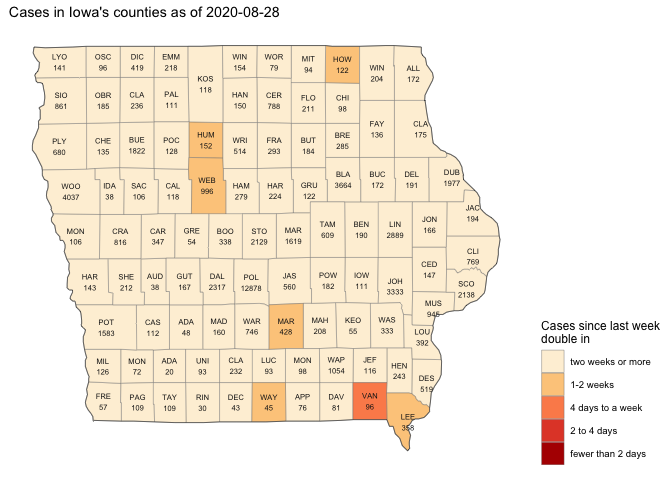 Cases in Iowa's counties as of 2020-08-28
LYO OSC DIC EMM WIN WOR MIT HOW WIN ALL
141 96 419 218 154 79 94 122 204 172
KOS
118
SIO OBR CLA PAL HAN CER FLO CHI
861 185 236 111 150 788 211 98
FAY CLA
136 175
PLY CHE BUE POC HUM WRI FRA BUT BRE
680 135 1822 128 152 514 293 184 285
WOO IDA SAC CAL WEB HAM HAR GRU BLA BUC DEL DUB
4037 38 106 118 996 279 224 122 3664 172 191 1977
JAC
194
MON CRA CAR GRE BOO STO MAR TAM BEN LIN JON
106 816 347 54 338 2129 1619 609 190 2889 166
CLI
769
CED
147
HAR SHE AUD GUT DAL POL JAS POW IOW JOH SCO
143 212 38 167 2317 12878 560 182 111 3333 2138
MUS
945
POT CAS ADA MAD WAR MAR MAH KEO WAS LOU
1583 112 48 160 746 428 208 55 333 392
MIL MON ADA UNI CLA LUC MON WAP JEF HEN DES
126 72 20 93 232 93 98 1054 116 243 519
FRE PAG TAY RIN DEC WAY APP DAV VAN LEE
57 109 109 30 43 45 76 81 96 358
Cases since last week
double in
two weeks or more
1-2 weeks
4 days to a week
2 to 4 days
fewer than 2 days